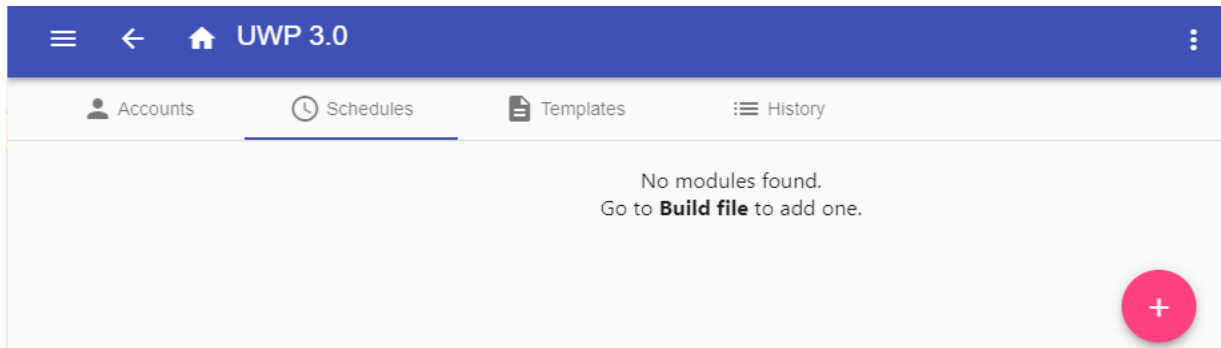 UWP 3.0
Accounts
Schedules
Templates
History
No modules found.
Go to Build file to add one.